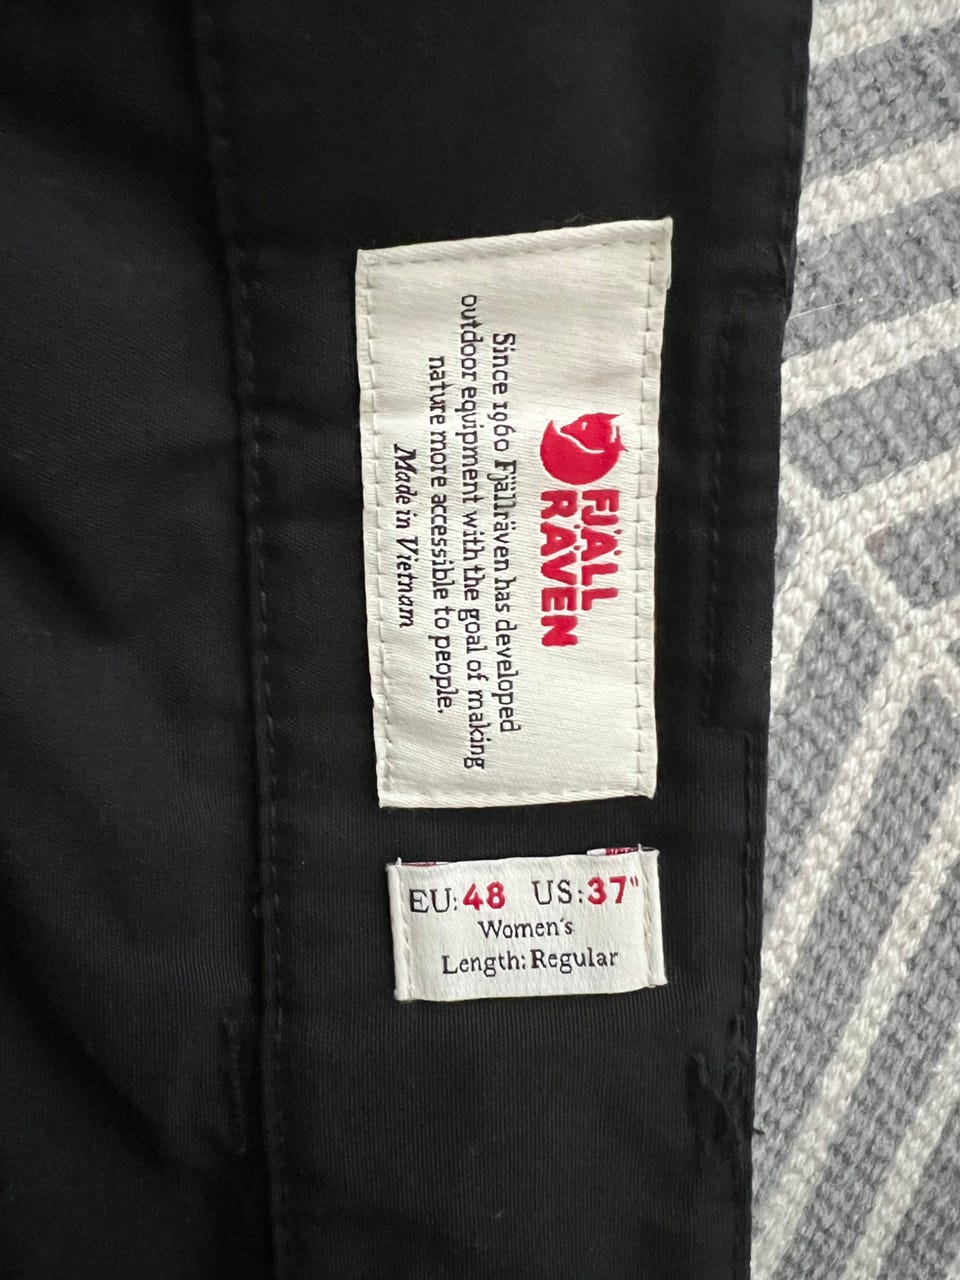 FJÄLL
RÄVEN
Since 1960 Fjällräven has developed
outdoor equipment with the goal of making
nature more accessible to people.
Made in Vietnam
EU:48 US:37"
Women's
Length: Regular